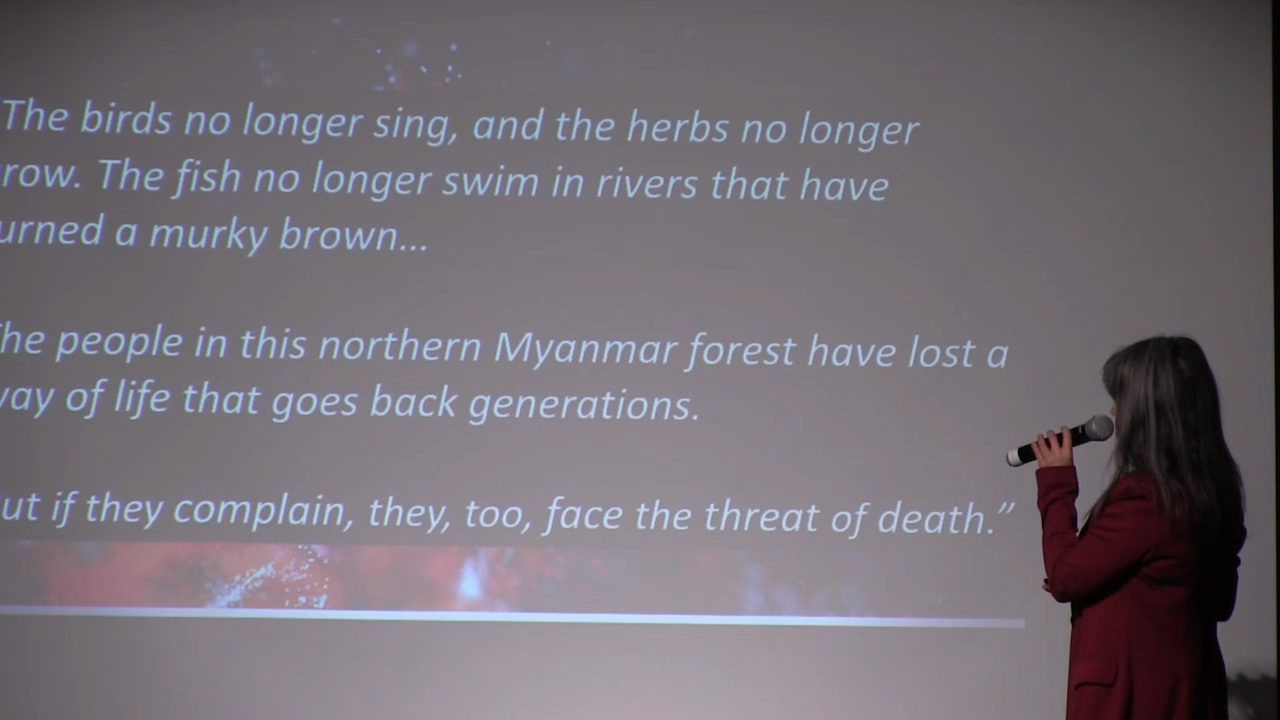 The birds no longer sing, and the herbs no longer
row. The fish no longer swim in rivers that have
urned a murky brown...
he people in this northern Myanmar forest have lost a
way of life that goes back generations.
ut if they complain, they, too, face the threat of death.”